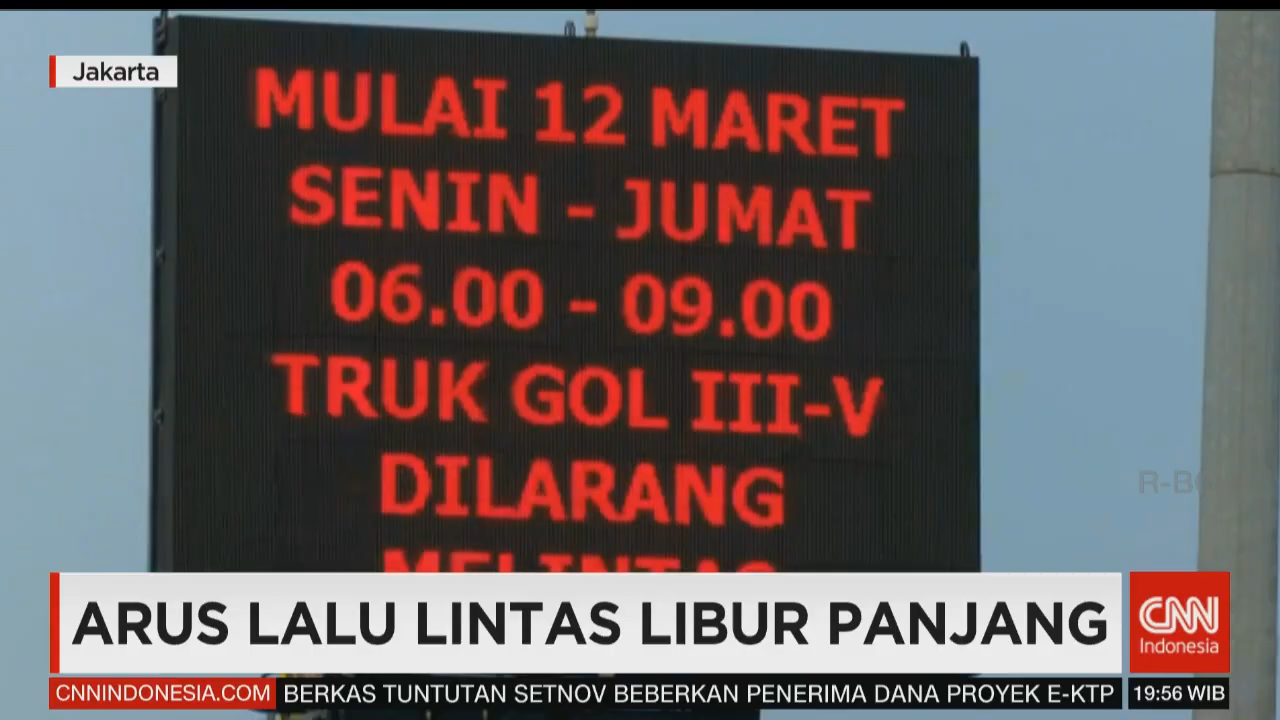 Jakarta
MULAI 12 MARET
SENIN - JUMAT
06.00 - 09.00
TRUK GOL III-V
DILARANG
MELINTAS
ARUS LALU LINTAS LIBUR PANJANG
CNN
Indonesia
CNNINDONESIA.COM BERKAS TUNTUTAN SETNOV BEBERKAN PENERIMA DANA PROYEK E-KTP 19:56 WIB